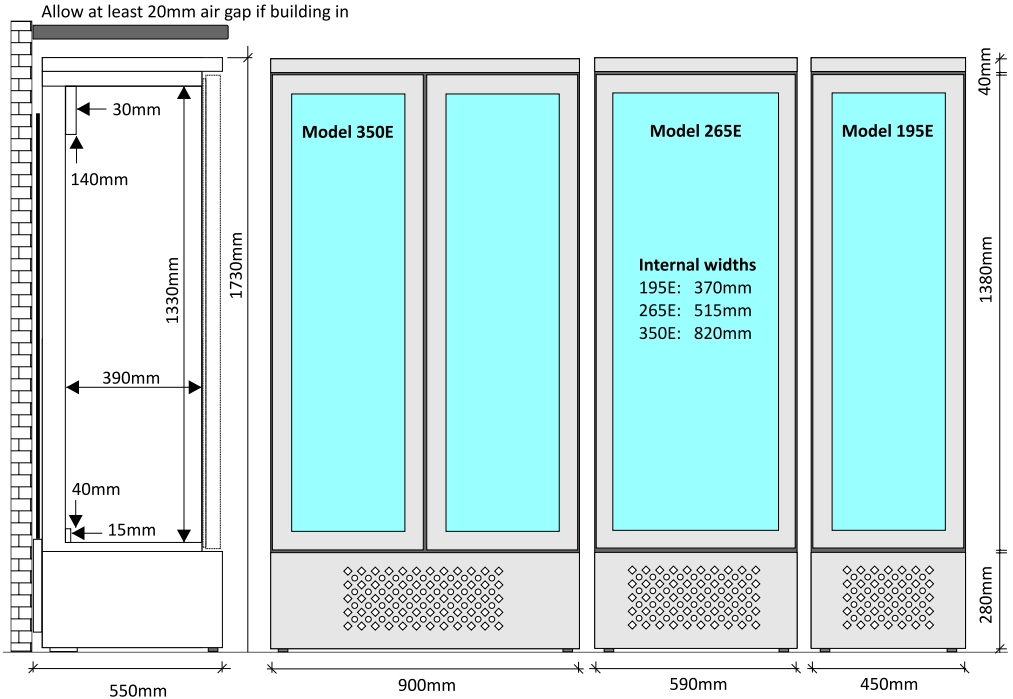 Allow at least 20mm air gap if building in
30mm
140mm
1330mm
390mm
40mm
15mm
1730mm
550mm
Model 350E
900mm
Model 265E
Internal widths
195E: 370mm
265E: 515mm
350E: 820mm
590mm
Model 195E
450mm
40mm
1380mm
280mm